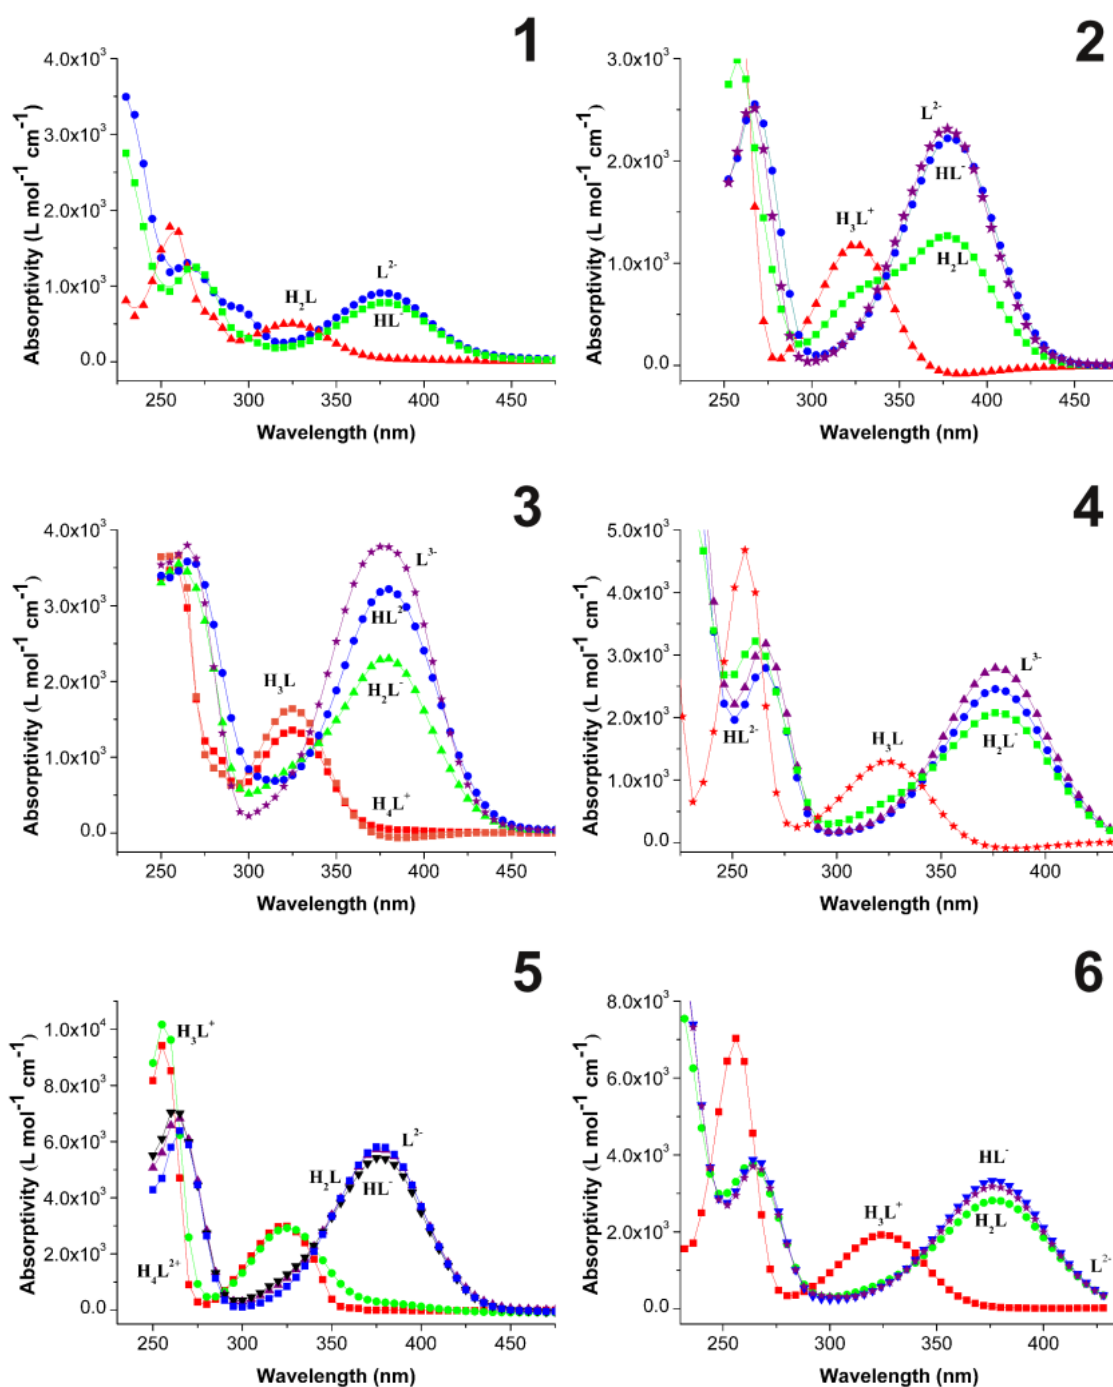 1
4.0x10³
3.0x10³
2.0x10³
1.0x10³
0.0
Absorptivity (L mol⁻¹ cm⁻¹)
L²⁻
H₂L
HL⁻
250 300 350 400 450
Wavelength (nm)
2
3.0x10³
2.0x10³
1.0x10³
0.0
Absorptivity (L mol⁻¹ cm⁻¹)
L²⁻
HL⁻
H₃L⁺
H₂L
250 300 350 400 450
Wavelength (nm)
3
4.0x10³
3.0x10³
2.0x10³
1.0x10³
0.0
Absorptivity (L mol⁻¹ cm⁻¹)
L³⁻
HL²⁻
H₃L
H₂L⁻
H₄L⁺
250 300 350 400 450
Wavelength (nm)
4
5.0x10³
4.0x10³
3.0x10³
2.0x10³
1.0x10³
0.0
Absorptivity (L mol⁻¹ cm⁻¹)
L³⁻
HL²⁻
H₃L
H₂L⁻
250 300 350 400
Wavelength (nm)
5
1.0x10⁴
8.0x10³
6.0x10³
4.0x10³
2.0x10³
0.0
Absorptivity (L mol⁻¹ cm⁻¹)
H₃L⁺
L²⁻
H₂L
HL⁻
H₄L²⁺
250 300 350 400 450
Wavelength (nm)
6
8.0x10³
6.0x10³
4.0x10³
2.0x10³
0.0
Absorptivity (L mol⁻¹ cm⁻¹)
HL⁻
H₃L⁺
H₂L
L²⁻
250 300 350 400
Wavelength (nm)